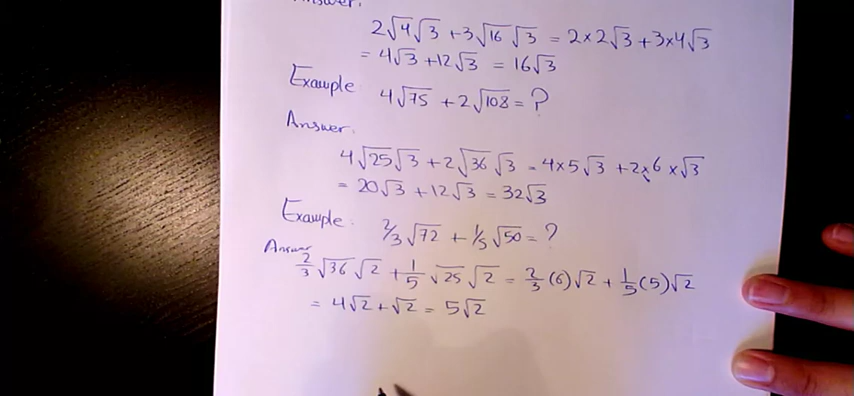 Answer.
2√4√3 + 3√16 √3 = 2×2√3 + 3×4√3
= 4√3 + 12√3 = 16√3
Example 4√75 + 2√108 = ?
Answer.
4√25√3 + 2√36 √3 = 4×5√3 + 2×6×√3
= 20√3 + 12√3 = 32√3
Example: 2/3 √72 + 1/5 √50 = ?
Answer
2/3 √36 √2 + 1/5 √25 √2 = 2/3 (6)√2 + 1/5 (5)√2
= 4√2 + √2 = 5√2